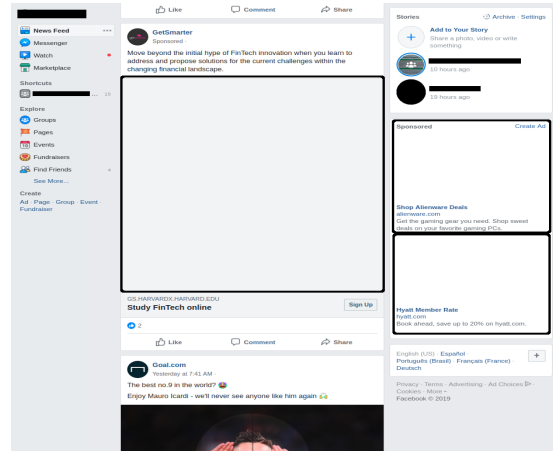 News Feed
Messenger
Watch
Marketplace
Shortcuts
... 16
Explore
Groups
Pages
Events
Fundraisers
Find Friends 4
See More...
Create
Ad · Page · Group · Event ·
Fundraiser
Like Comment Share
GetSmarter
Sponsored ·
Move beyond the initial hype of FinTech innovation when you learn to
address and propose solutions for the current challenges within the
changing financial landscape.
GS.HARVARDX.HARVARD.EDU
Study FinTech online
Sign Up
2
Like Comment Share
Goal.com
Yesterday at 7:41 AM ·
The best no.9 in the world?
Enjoy Mauro Icardi - we'll never see anyone like him again
Stories Archive · Settings
Add to Your Story
Share a photo, video or write
something
10 hours ago
19 hours ago
Sponsored Create Ad
Shop Alienware Deals
alienware.com
Get the gaming gear you need. Shop sweet
deals on your favorite gaming PCs.
Hyatt Member Rate
hyatt.com
Book ahead, save up to 20% on hyatt.com.
English (US) · Español ·
Português (Brasil) · Français (France) ·
Deutsch
Privacy · Terms · Advertising · Ad Choices ·
Cookies · More
Facebook © 2019